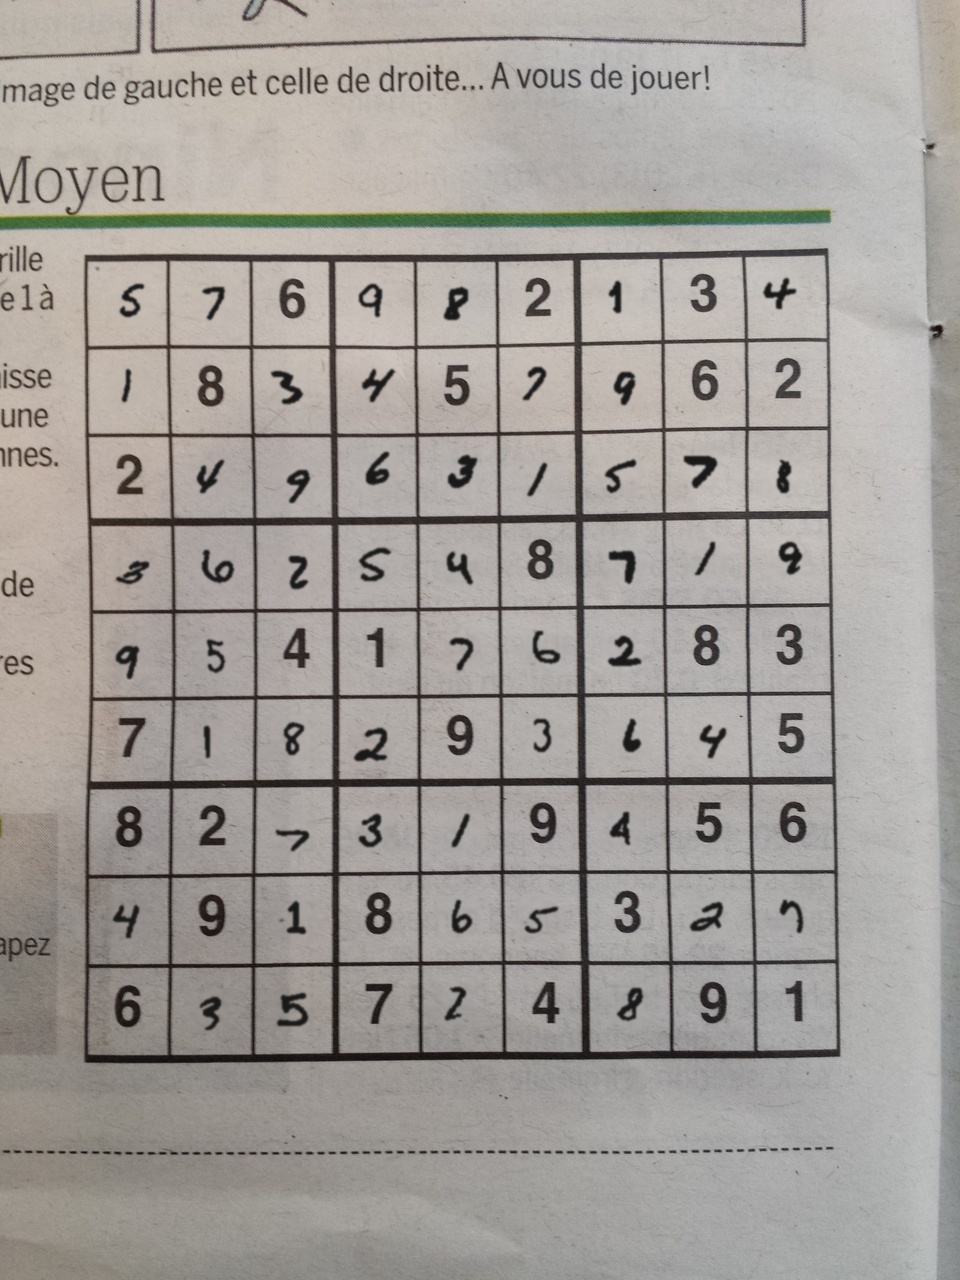 mage de gauche et celle de droite... A vous de jouer!
Moyen
rille
e 1 à
isse
une
nnes.
de
res
apez
5 7 6 9 8 2 1 3 4
1 8 3 4 5 7 9 6 2
2 4 9 6 3 1 5 7 8
3 6 2 5 4 8 7 1 9
9 5 4 1 7 6 2 8 3
7 1 8 2 9 3 6 4 5
8 2 7 3 1 9 4 5 6
4 9 1 8 6 5 3 2 7
6 3 5 7 2 4 8 9 1